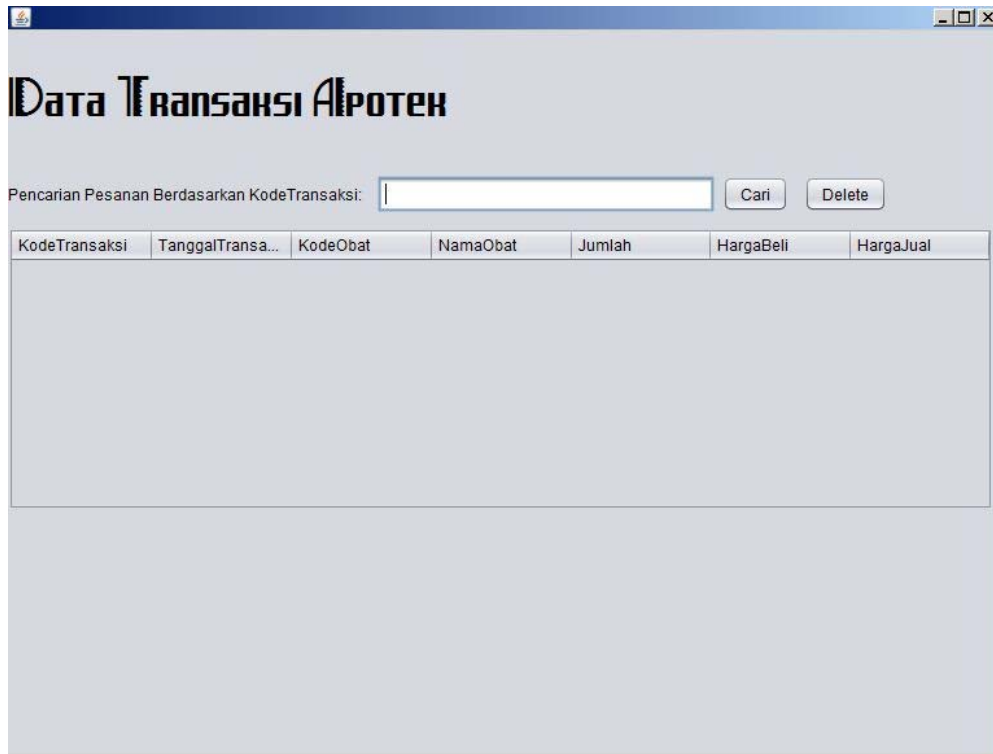 Data Transaksi Apotek
Pencarian Pesanan Berdasarkan KodeTransaksi: Cari Delete
KodeTransaksi TanggalTransa... KodeObat NamaObat Jumlah HargaBeli HargaJual